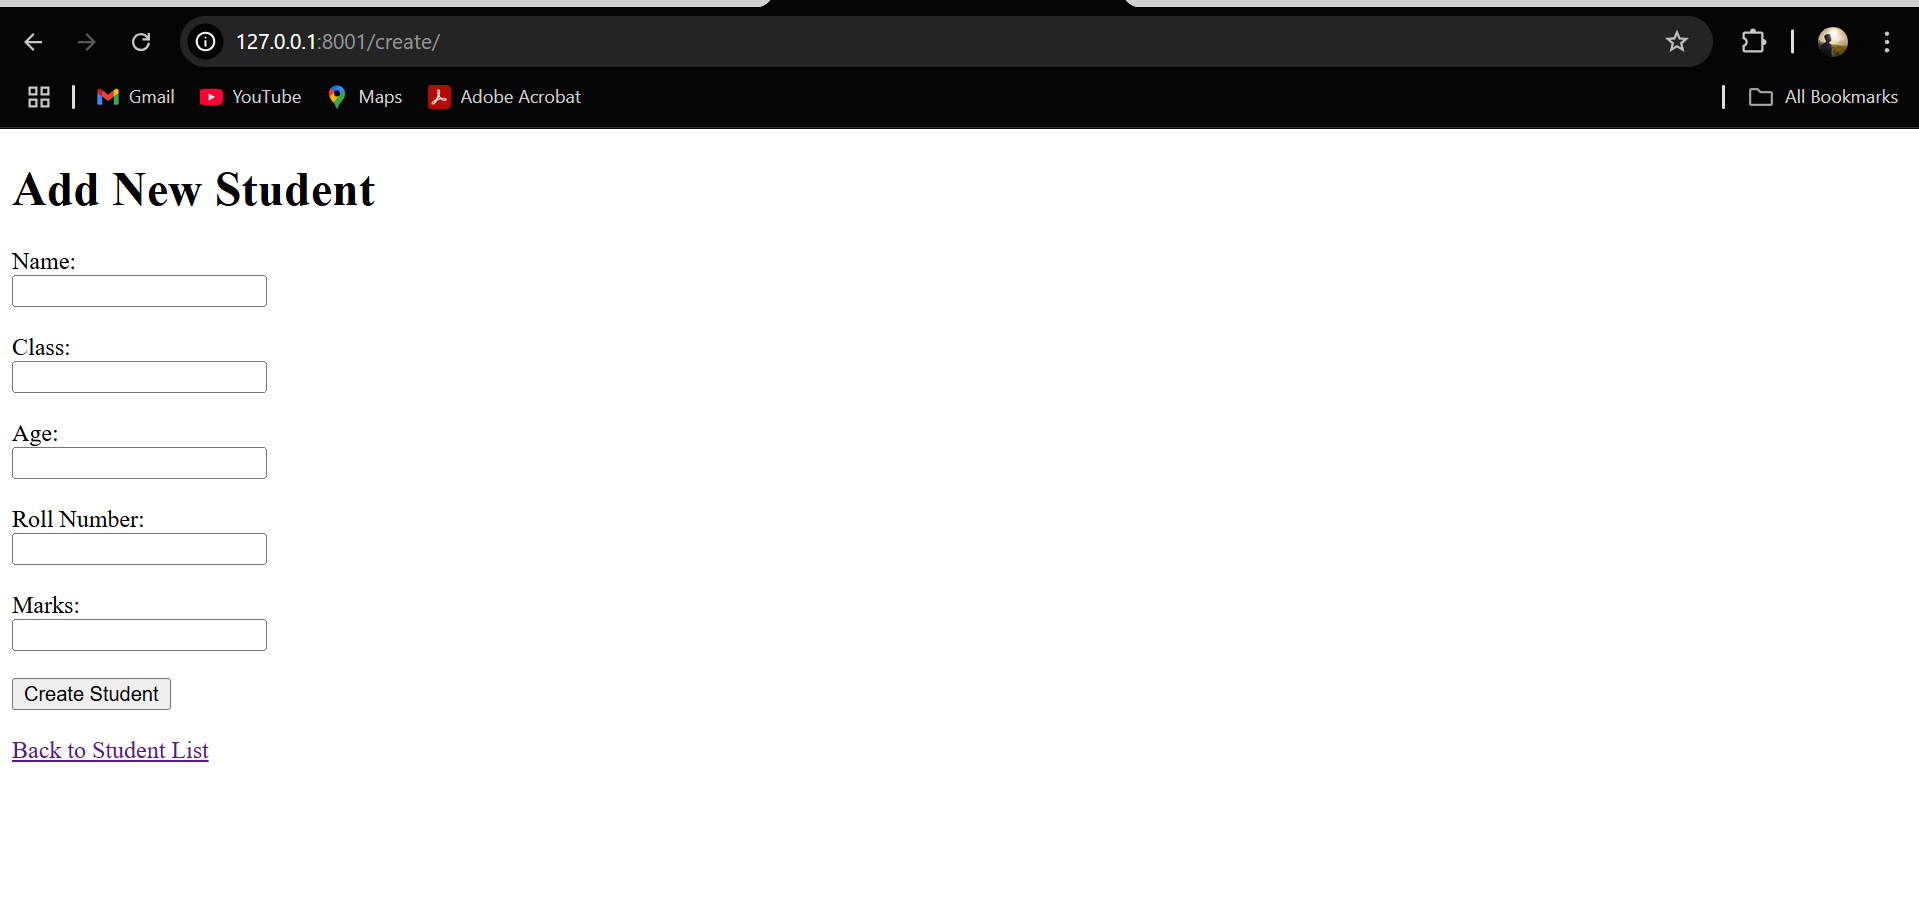 127.0.0.1:8001/create/
Gmail YouTube Maps Adobe Acrobat All Bookmarks
Add New Student
Name:
Class:
Age:
Roll Number:
Marks:
Create Student
Back to Student List